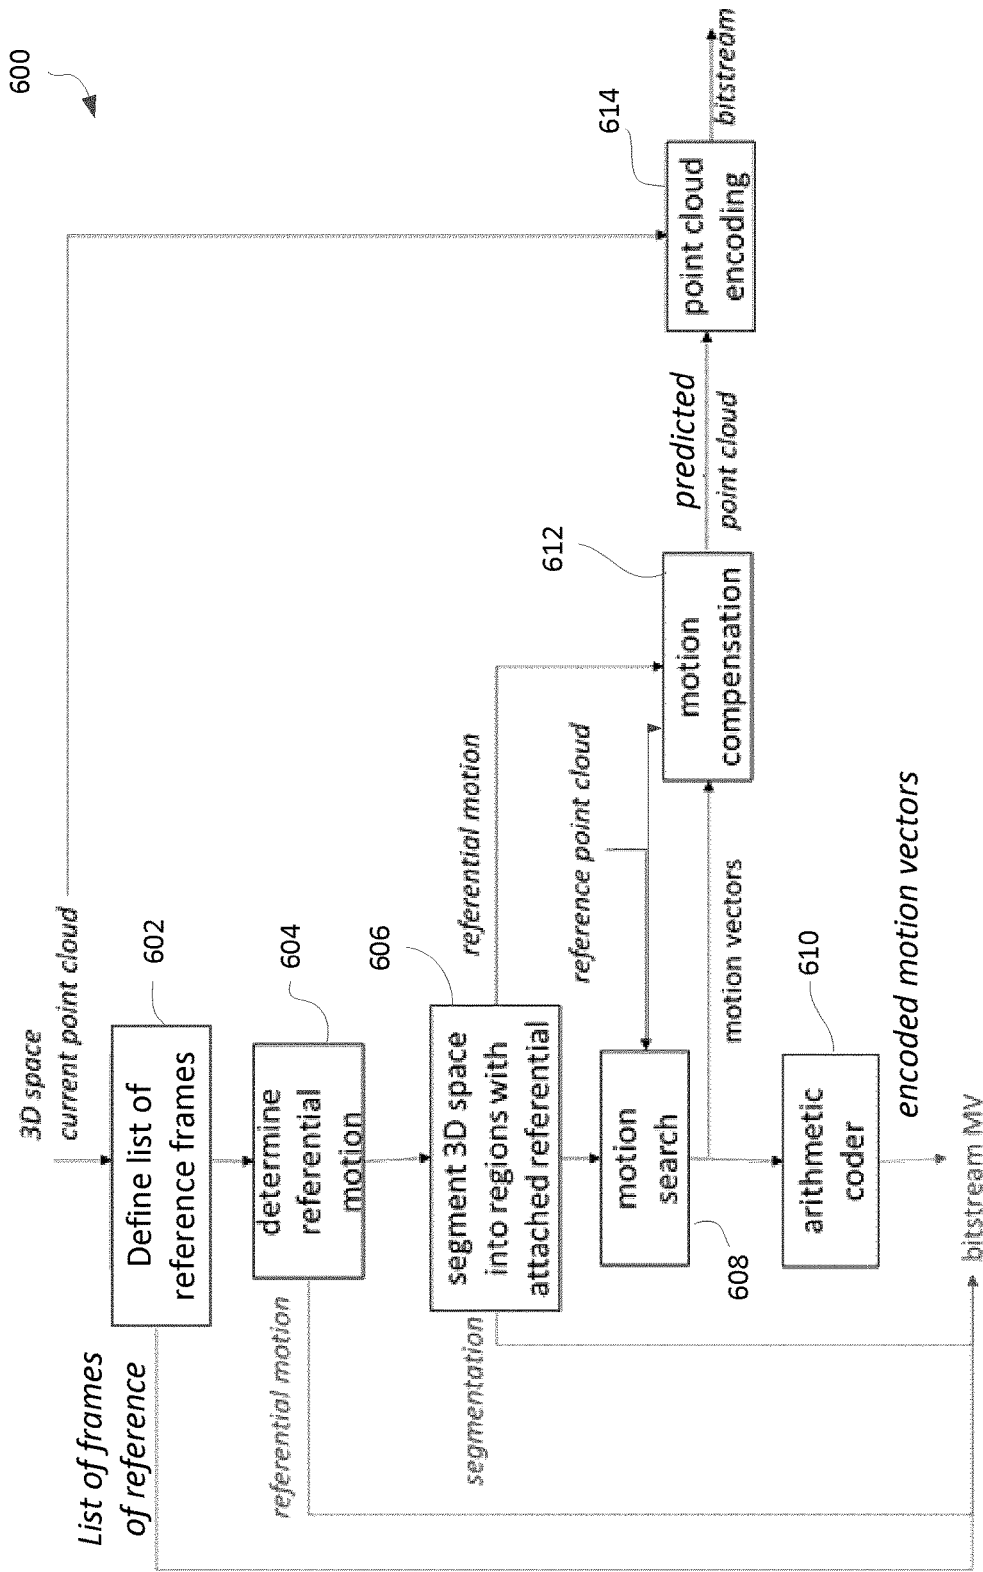 600
3D space
current point cloud
List of frames
of reference
602
Define list of
reference frames
referential motion
604
determine
referential
motion
segmentation
606
segment 3D space
into regions with
attached referential
referential motion
reference point cloud
608
motion
search
motion vectors
612
motion
compensation
predicted
point cloud
614
point cloud
encoding
bitstream
610
arithmetic
coder
encoded motion vectors
bitstream MV